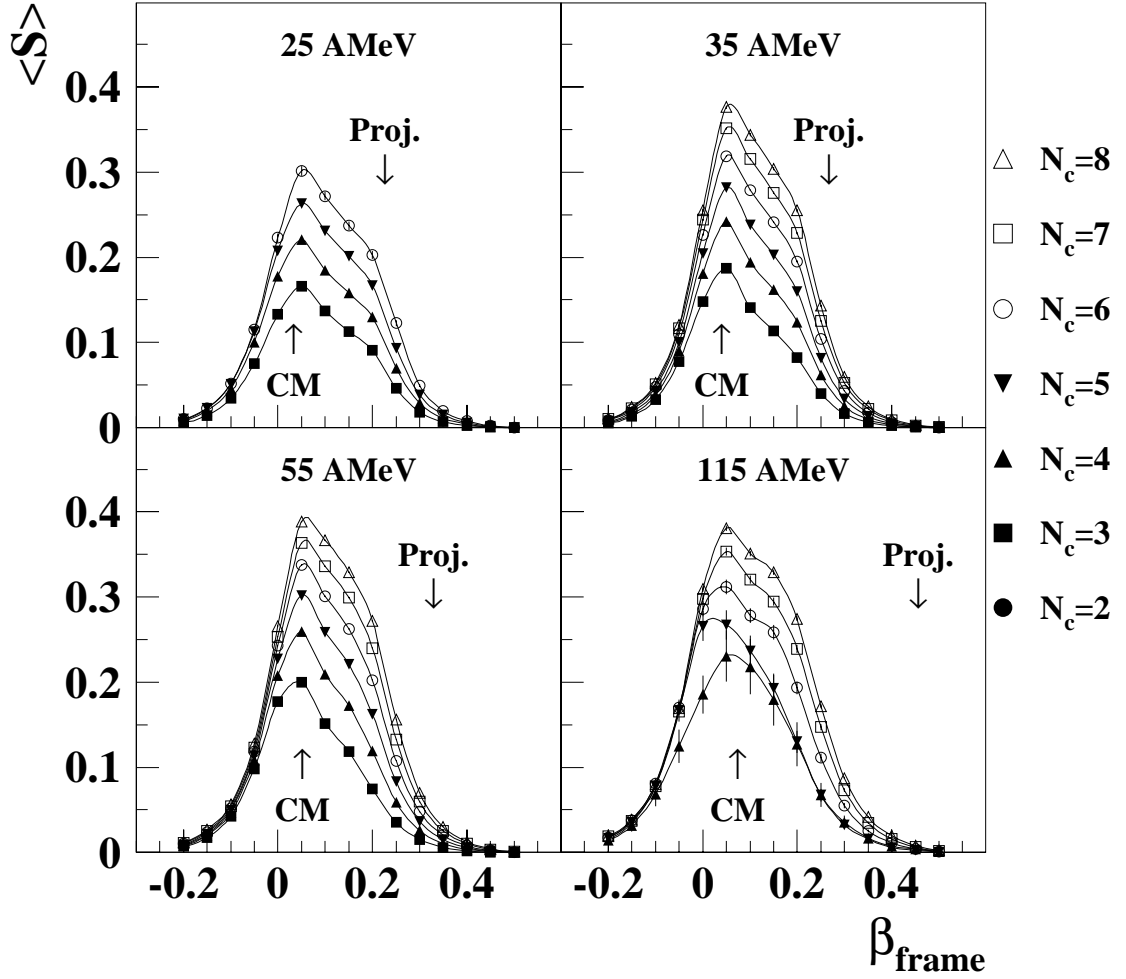 <S>
25 AMeV
35 AMeV
0.4
0.3
0.2
0.1
0
Proj.
↓
Proj.
↓
↑
CM
↑
CM
55 AMeV
115 AMeV
0.4
0.3
0.2
0.1
0
Proj.
↓
Proj.
↓
↑
CM
↑
CM
-0.2 0 0.2 0.4
-0.2 0 0.2 0.4
β_frame
N_c=8
N_c=7
N_c=6
N_c=5
N_c=4
N_c=3
N_c=2